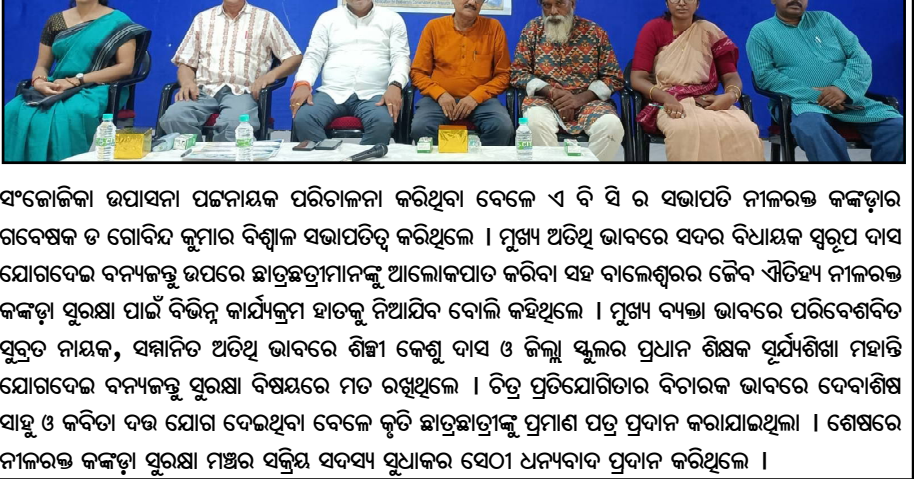 ସଂଜୋଜିକା ଉପାସନା ପଟ୍ଟନାୟକ ପରିଚାଳନା କରିଥିବା ବେଳେ ଏ ବି ସି ର ସଭାପତି ନୀଳରକ୍ତ କଙ୍କଡ଼ାର
ଗବେଷକ ଡ ଗୋବିନ୍ଦ କୁମାର ବିଶ୍ୱାଳ ସଭାପତିତ୍ୱ କରିଥିଲେ । ମୁଖ୍ୟ ଅତିଥି ଭାବରେ ସଦର ବିଧାୟକ ସ୍ୱରୂପ ଦାସ
ଯୋଗଦେଇ ବନ୍ୟଜନ୍ତୁ ଉପରେ ଛାତ୍ରଛତ୍ରୀମାନଙ୍କୁ ଆଲୋକପାତ କରିବା ସହ ବାଲେଶ୍ୱରର ଜୈବ ଐତିହ୍ୟ ନୀଳରକ୍ତ
କଙ୍କଡ଼ା ସୁରକ୍ଷା ପାଇଁ ବିଭିନ୍ନ କାର୍ଯ୍ୟକ୍ରମ ହାତକୁ ନିଆଯିବ ବୋଲି କହିଥିଲେ । ମୁଖ୍ୟ ବ୍ୟକ୍ତା ଭାବରେ ପରିବେଶବିତ
ସୁବ୍ରତ ନାୟକ, ସମ୍ମାନିତ ଅତିଥି ଭାବରେ ଶିଳ୍ପୀ କେଶୁ ଦାସ ଓ ଜିଲ୍ଲା ସ୍କୁଲର ପ୍ରଧାନ ଶିକ୍ଷକ ସୂର୍ଯ୍ୟଶିଖା ମହାନ୍ତି
ଯୋଗଦେଇ ବନ୍ୟଜନ୍ତୁ ସୁରକ୍ଷା ବିଷୟରେ ମତ ରଖିଥିଲେ । ଚିତ୍ର ପ୍ରତିଯୋଗିତାର ବିଚାରକ ଭାବରେ ଦେବାଶିଷ
ସାହୁ ଓ କବିତା ଦତ୍ତ ଯୋଗ ଦେଇଥିବା ବେଳେ କୃତି ଛାତ୍ରଛାତ୍ରୀଙ୍କୁ ପ୍ରମାଣ ପତ୍ର ପ୍ରଦାନ କରାଯାଇଥିଲା । ଶେଷରେ
ନୀଳରକ୍ତ କଙ୍କଡ଼ା ସୁରକ୍ଷା ମଞ୍ଚର ସକ୍ରିୟ ସଦସ୍ୟ ସୁଧାକର ସେଠୀ ଧନ୍ୟବାଦ ପ୍ରଦାନ କରିଥିଲେ ।